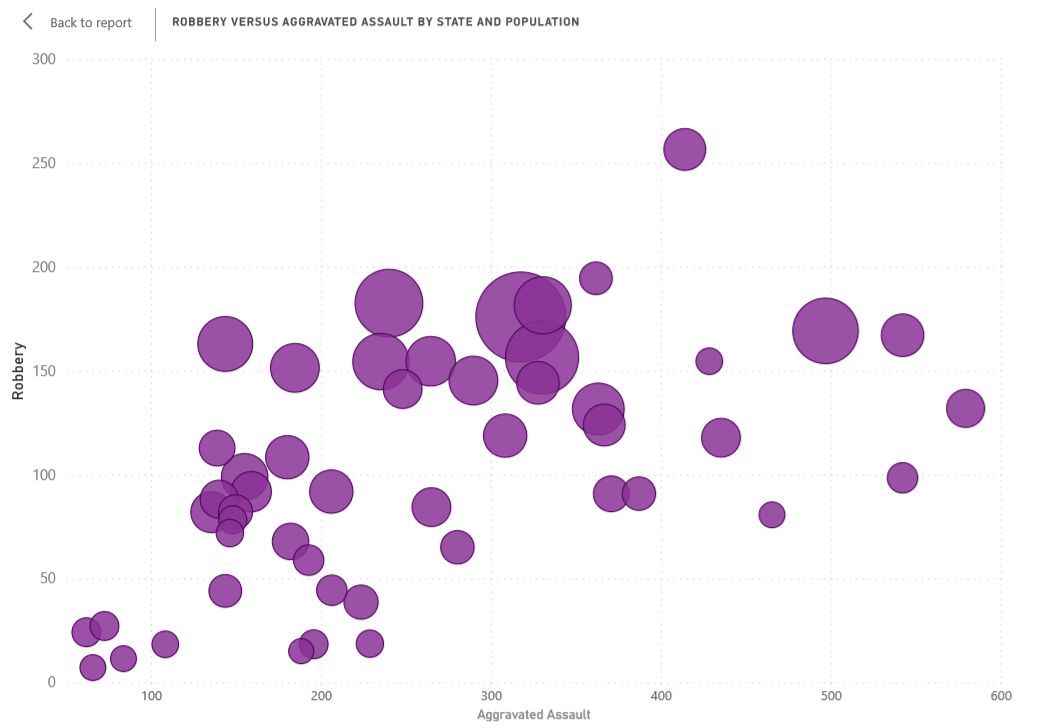 Back to report
ROBBERY VERSUS AGGRAVATED ASSAULT BY STATE AND POPULATION
300
250
200
150
100
50
0
Robbery
100 200 300 400 500 600
Aggravated Assault